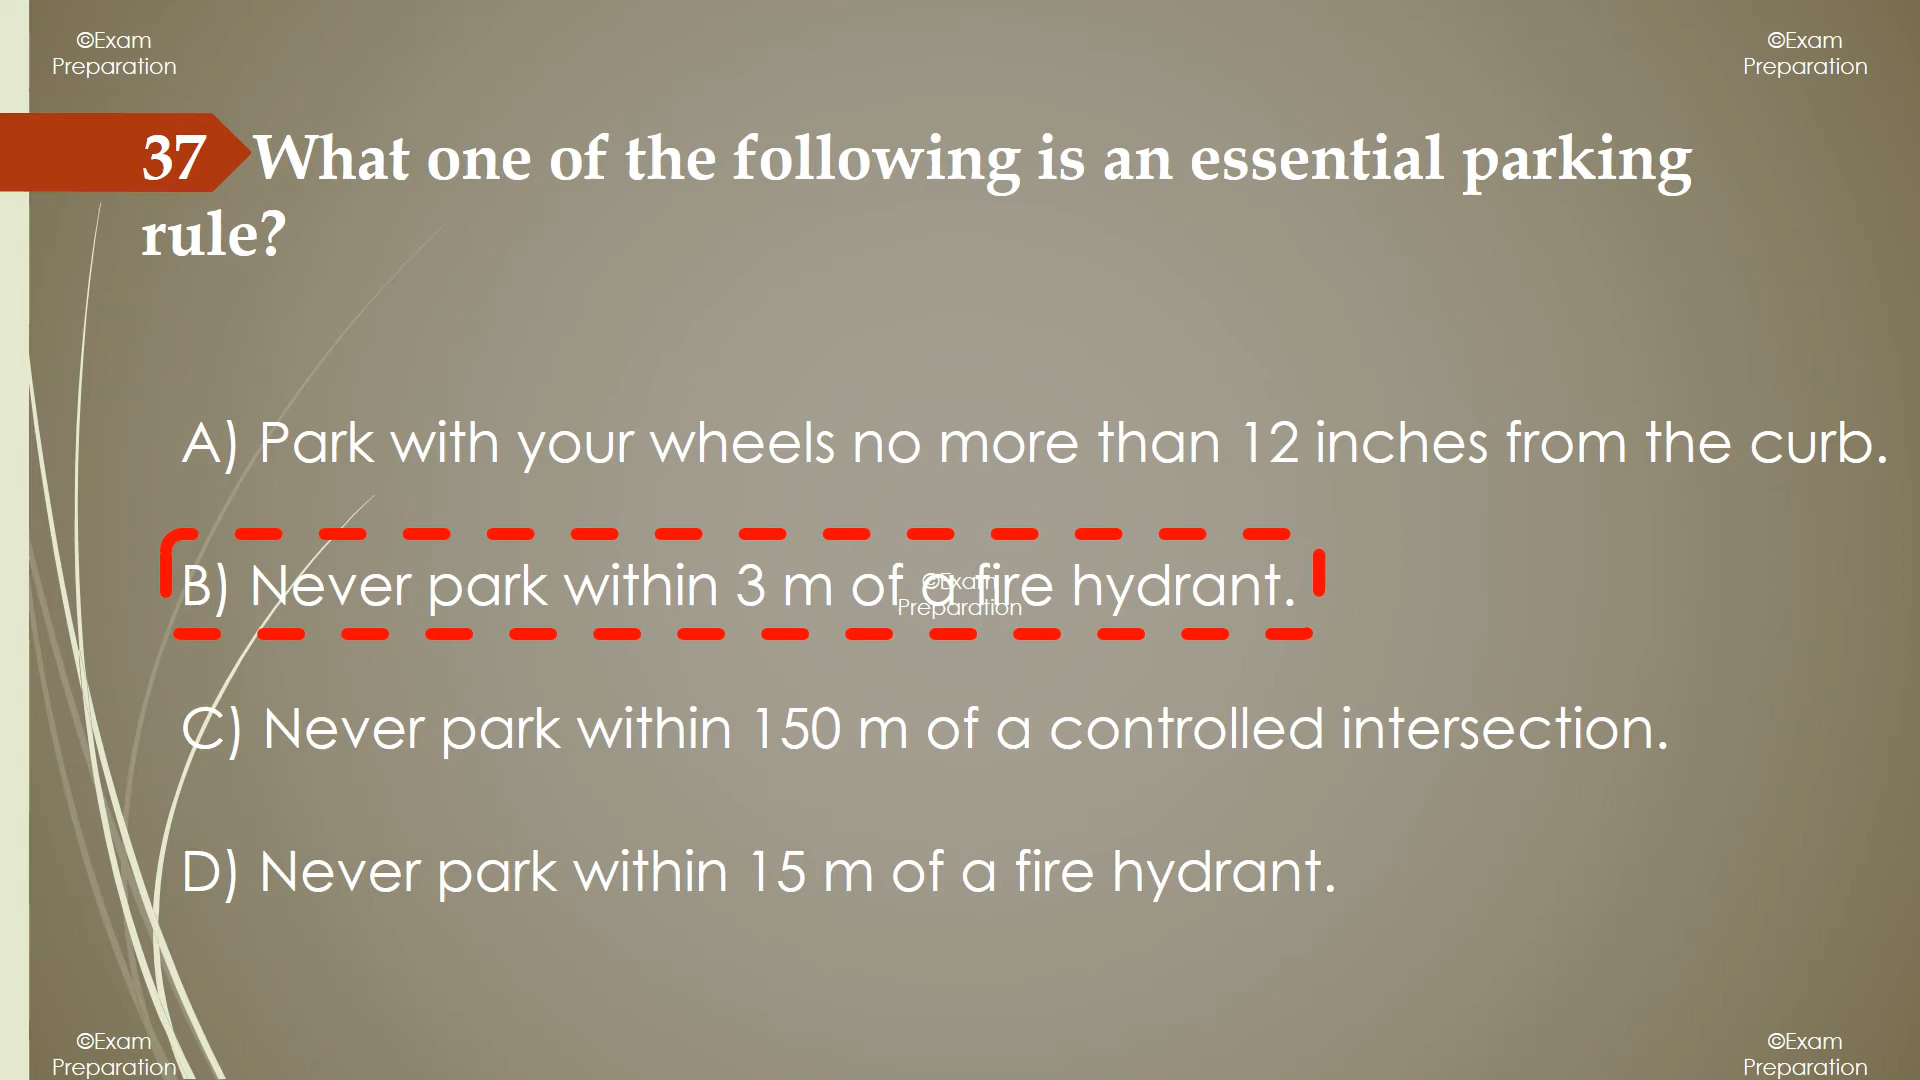 ©Exam
Preparation
©Exam
Preparation
37 What one of the following is an essential parking
rule?
A) Park with your wheels no more than 12 inches from the curb.
B) Never park within 3 m of a fire hydrant.
©Exam
Preparation
C) Never park within 150 m of a controlled intersection.
D) Never park within 15 m of a fire hydrant.
©Exam
Preparation
©Exam
Preparation